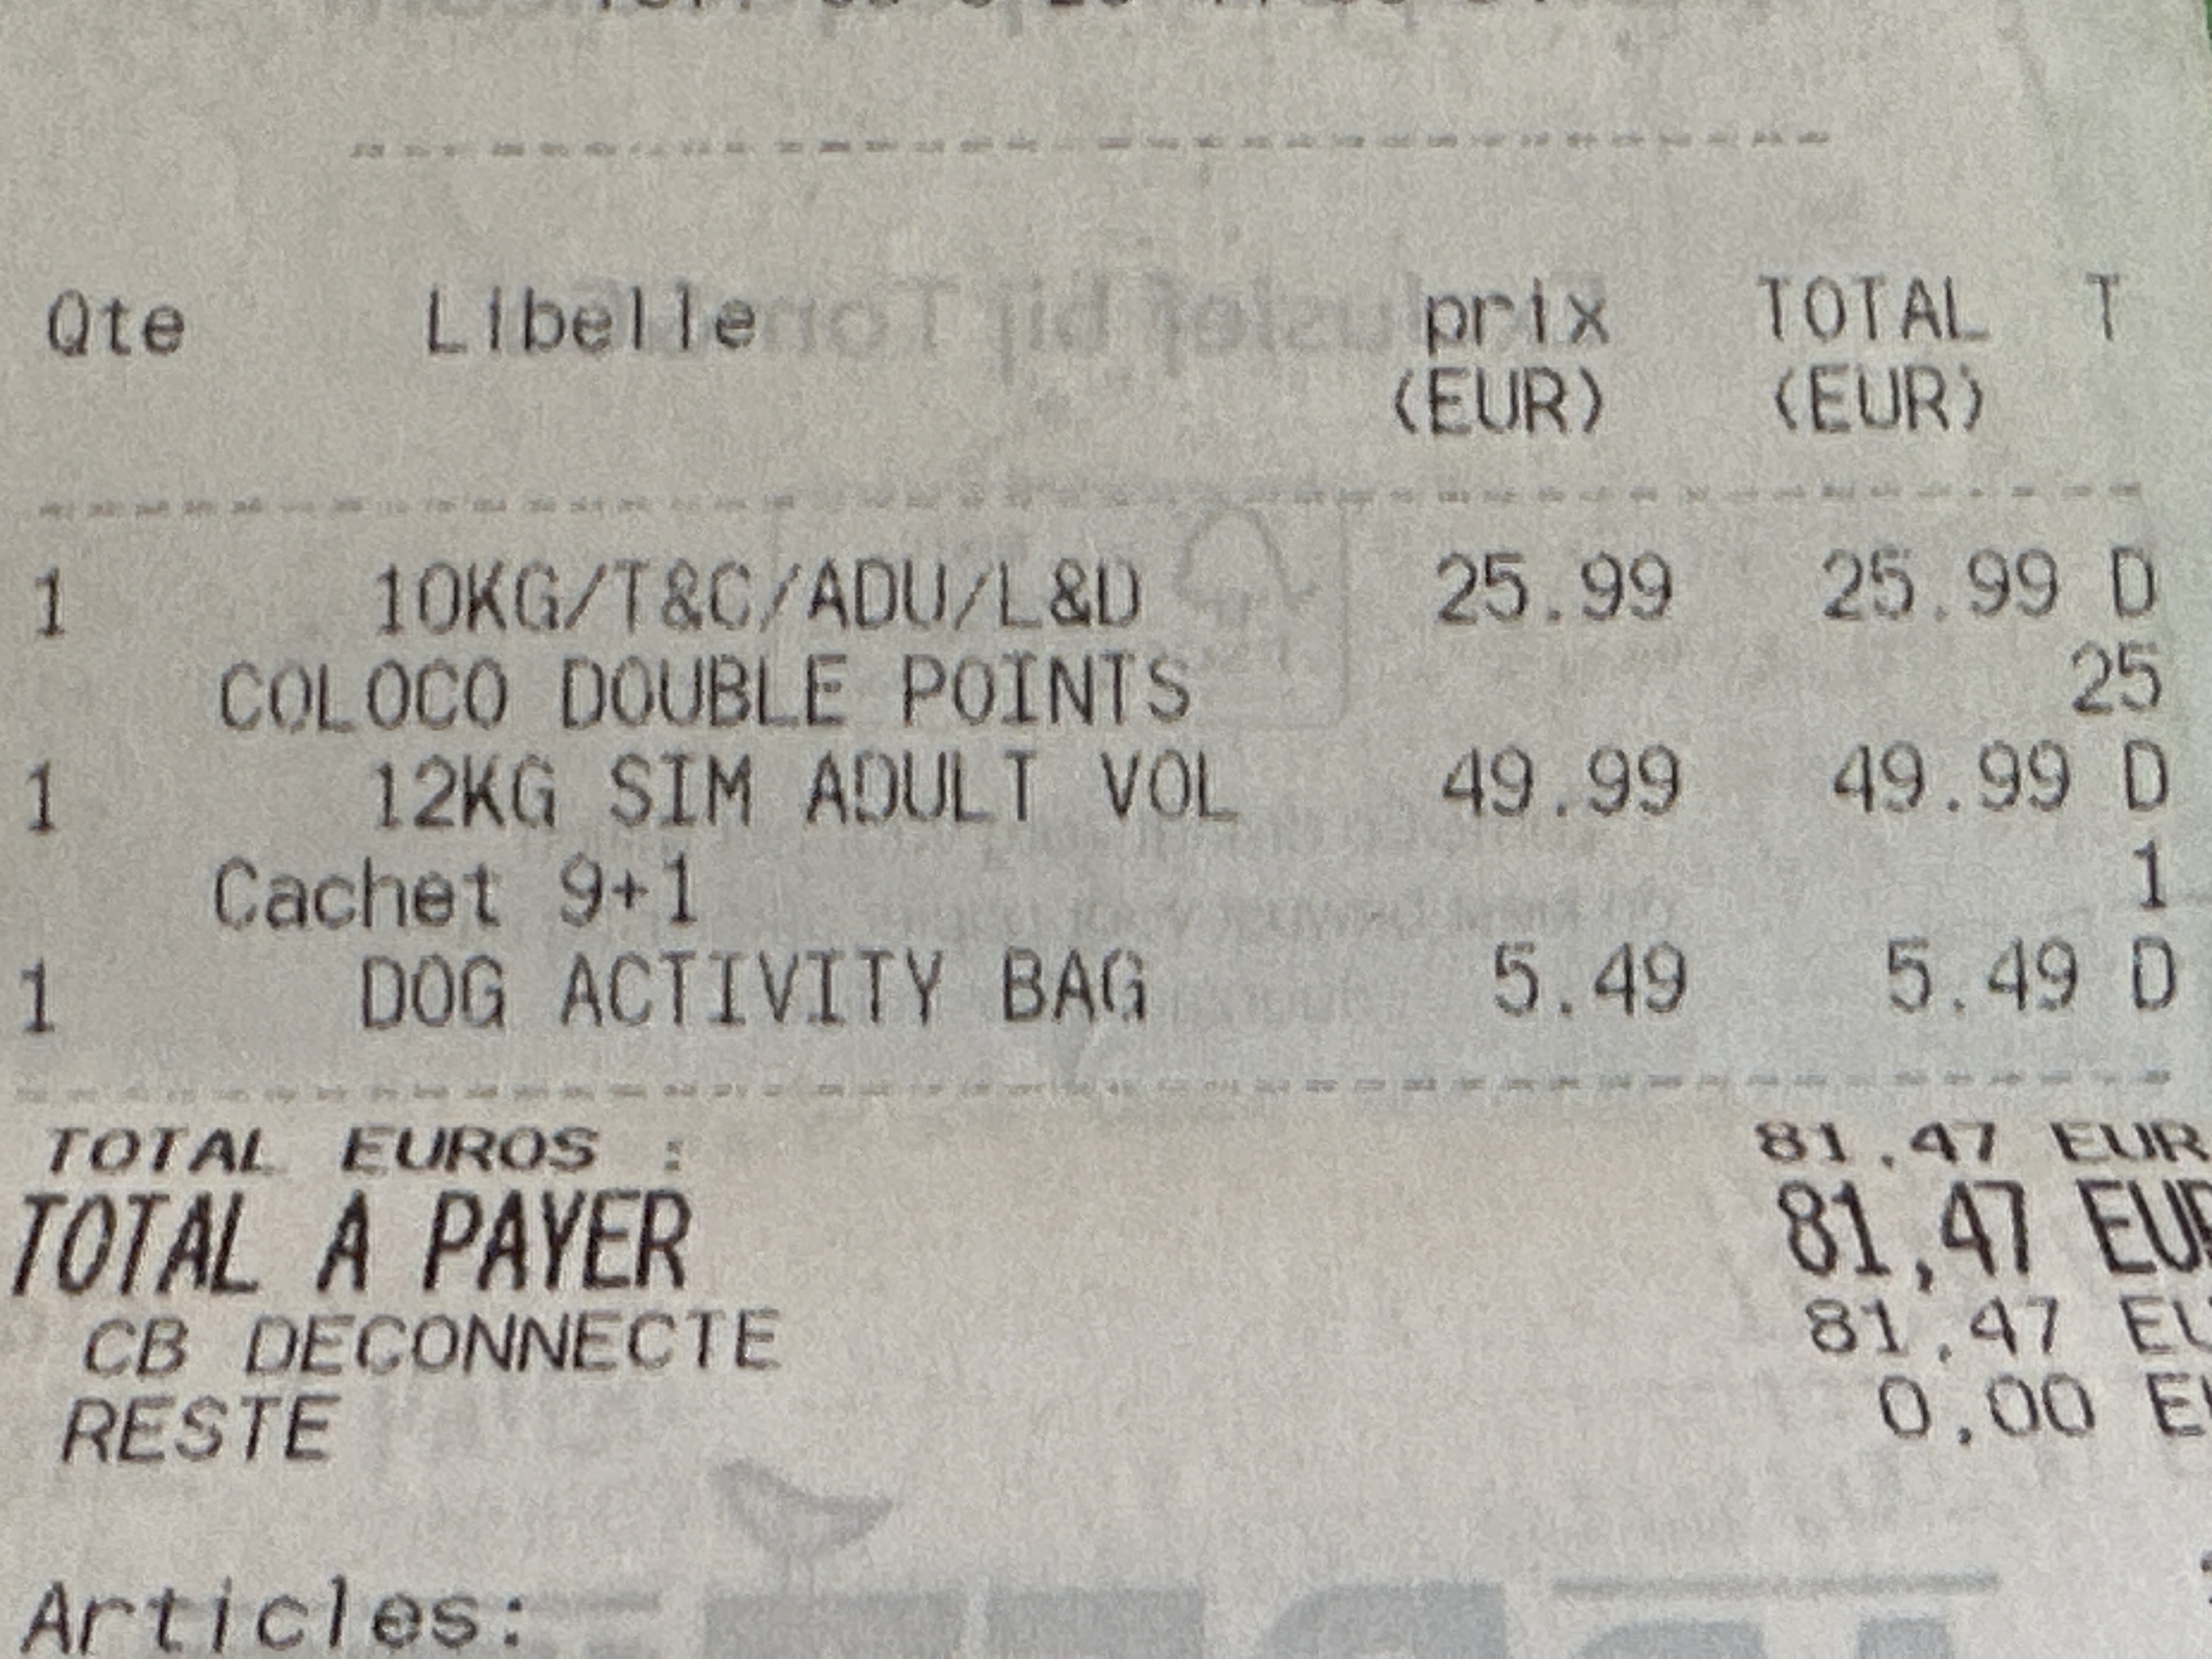 Qte Libelle prix TOTAL T
(EUR) (EUR)
1 10KG/T&C/ADU/L&D 25.99 25.99 D
COLOCO DOUBLE POINTS 25
1 12KG SIM ADULT VOL 49.99 49.99 D
Cachet 9+1 1
1 DOG ACTIVITY BAG 5.49 5.49 D
TOTAL EUROS : 81.47 EUR
TOTAL A PAYER 81,47 EUR
CB DECONNECTE 81.47 EU
RESTE 0.00 E
Articles: